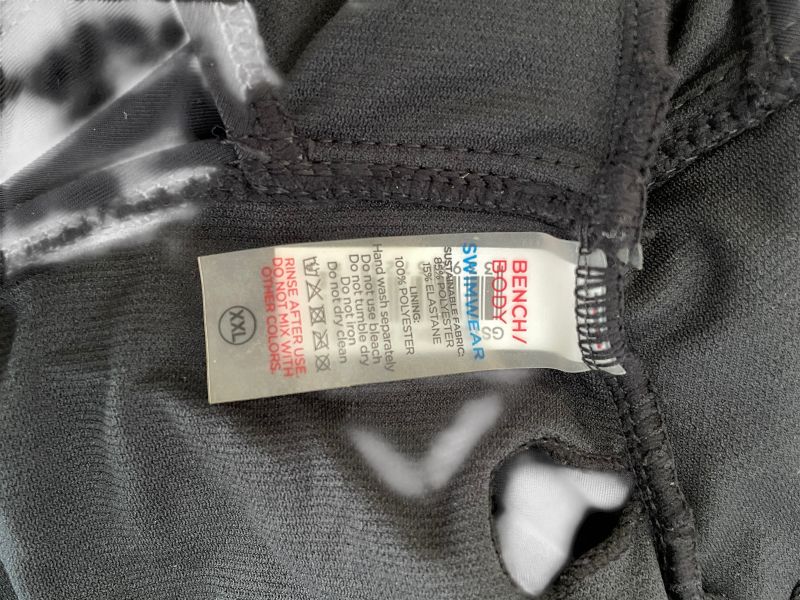 BENCH/
BODY
SWIMWEAR
SUSTAINABLE FABRIC:
85% POLYESTER
15% ELASTANE
LINING:
100% POLYESTER
Hand wash separately
Do not use bleach
Do not tumble dry
Do not iron
Do not dry clean
RINSE AFTER USE.
DO NOT MIX WITH
OTHER COLORS.
XXL